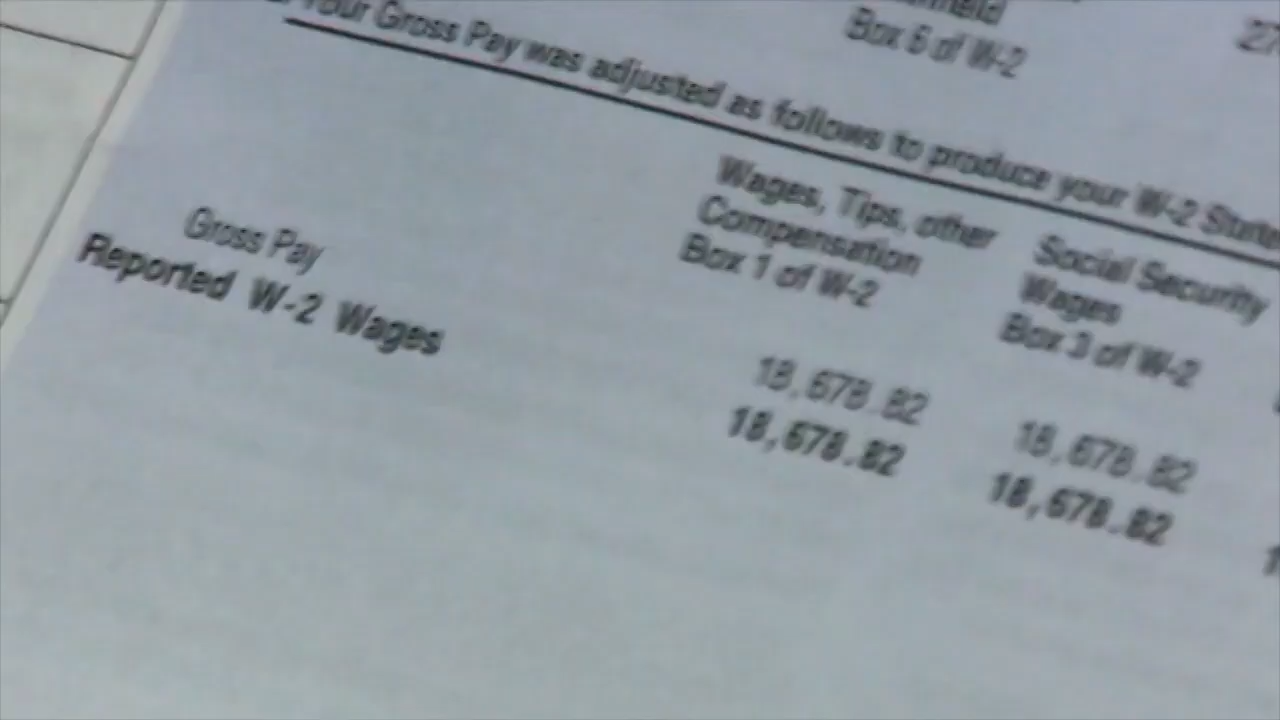 Box 6 of W-2
27
Your Gross Pay was adjusted as follows to produce your W-2
Wages, Tips, other
Compensation
Box 1 of W-2
Social Security
Wages
Box 3 of W-2
Gross Pay
18,678.82
18,678.82
Reported W-2 Wages
18,678.82
18,678.82